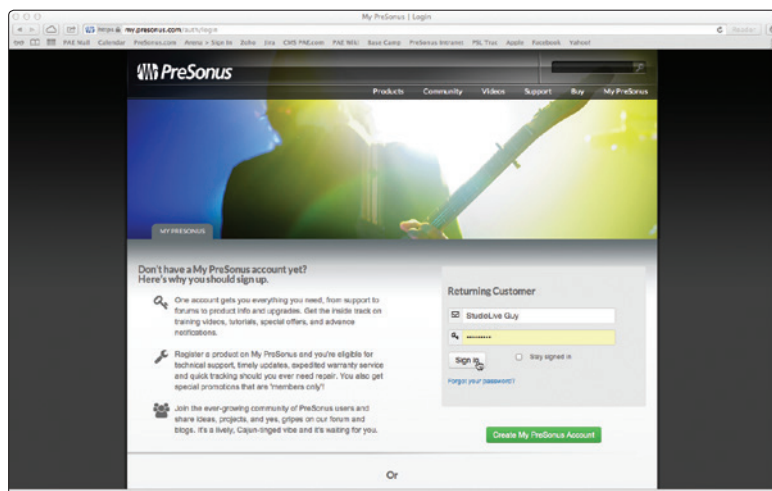 My PreSonus | Login
https my.presonus.com/auth/login
Reader
PAE Mail Calendar PreSonus.com Arena > Sign In Zoho Jira CMS PAE.com PAE Wiki Base Camp PreSonus Intranet PSL Trac Apple Facebook Yahoo!
PreSonus
Products Community Videos Support Buy My PreSonus
MY PRESONUS
Don't have a My PreSonus account yet?
Here's why you should sign up.
One account gets you everything you need, from support to
forums to product info and upgrades. Get the inside track on
training videos, tutorials, special offers, and advance
notifications.
Register a product on My PreSonus and you're eligible for
technical support, timely updates, expedited warranty service
and quick tracking should you ever need repair. You also get
special promotions that are 'members only'!
Join the ever-growing community of PreSonus users and
share ideas, projects, and yes, gripes on our forum and
blogs. It's a lively, Cajun-tinged vibe and it's waiting for you.
Returning Customer
StudioLive Guy
Sign In
Stay signed in
Forgot your password?
Create My PreSonus Account
Or